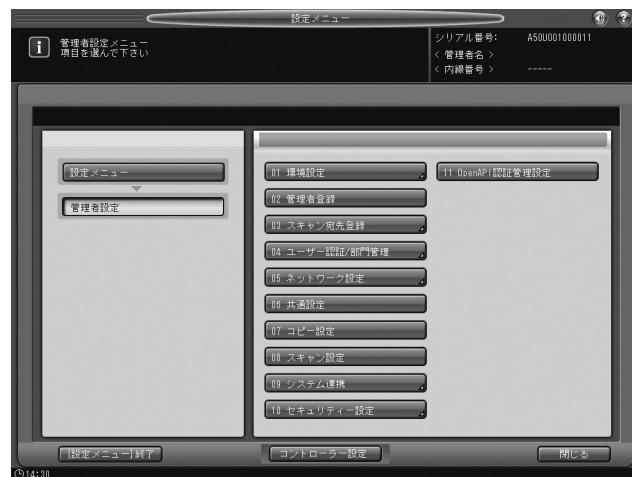 設定メニュー
管理者設定メニュー
項目を選んで下さい
シリアル番号: A50U001000011
< 管理者名 >
< 内線番号 > -----
設定メニュー
管理者設定
01 環境設定
02 管理者登録
03 スキャン宛先登録
04 ユーザー認証/部門管理
05 ネットワーク設定
06 共通設定
07 コピー設定
08 スキャン設定
09 システム連携
10 セキュリティー設定
11 OpenAPI認証管理設定
[設定メニュー]終了
コントローラー設定
閉じる
14:30